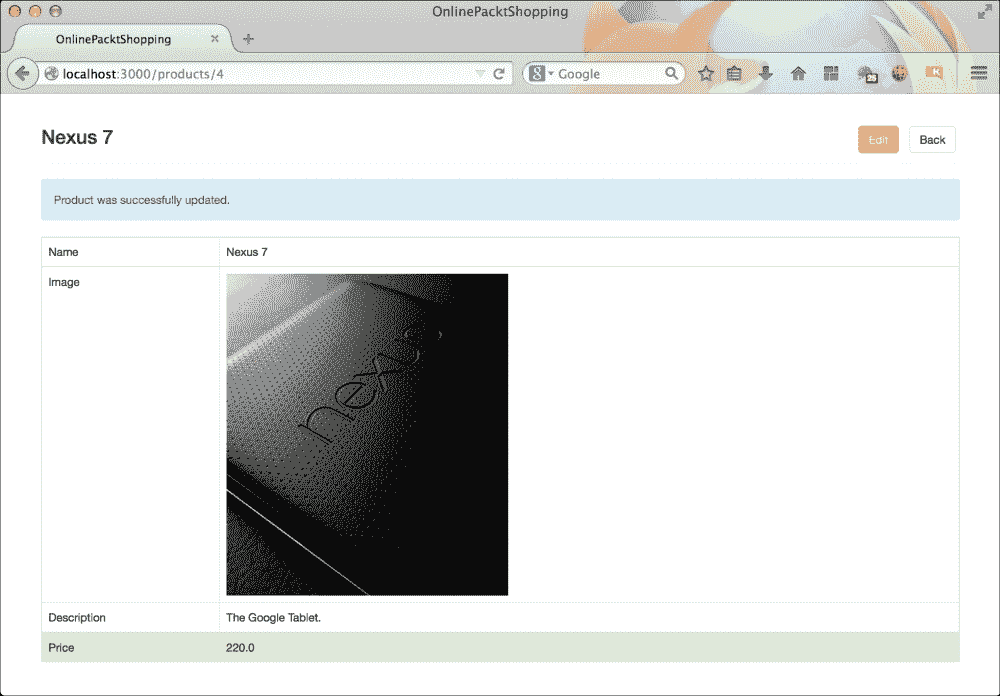 OnlinePacktShopping
OnlinePacktShopping
localhost:3000/products/4
8 Google
Nexus 7
Edit
Back
Product was successfully updated.
Name
Nexus 7
Image
nexus
Description
The Google Tablet.
Price
220.0